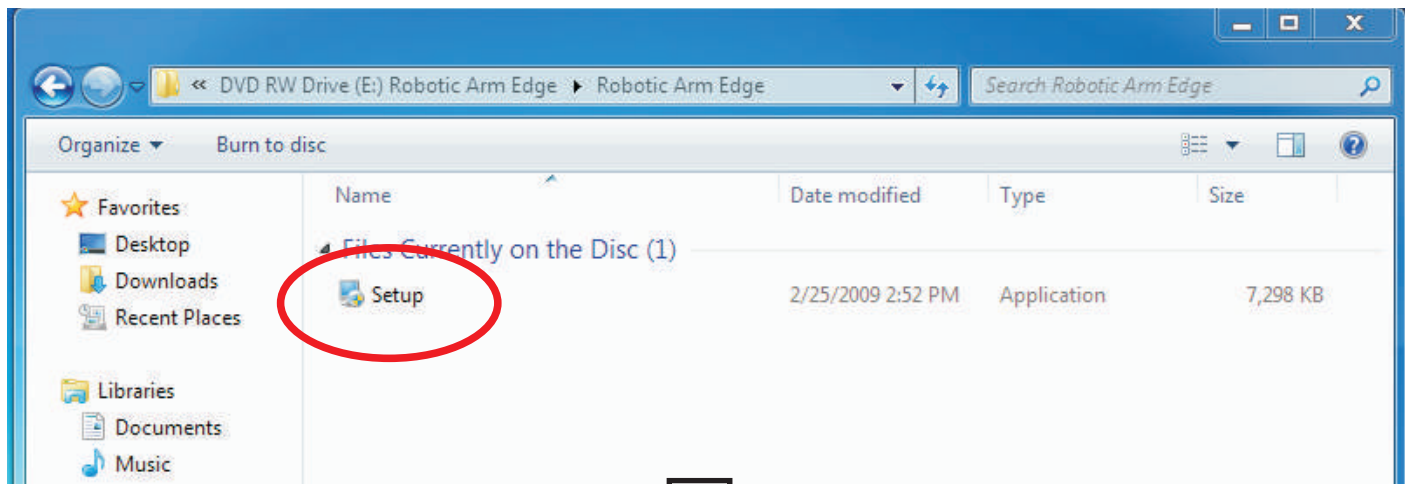 « DVD RW Drive (E:) Robotic Arm Edge ▸ Robotic Arm Edge Search Robotic Arm Edge
Organize Burn to disc
Favorites
Desktop
Downloads
Recent Places
Libraries
Documents
Music
Name Date modified Type Size
Files Currently on the Disc (1)
Setup 2/25/2009 2:52 PM Application 7,298 KB